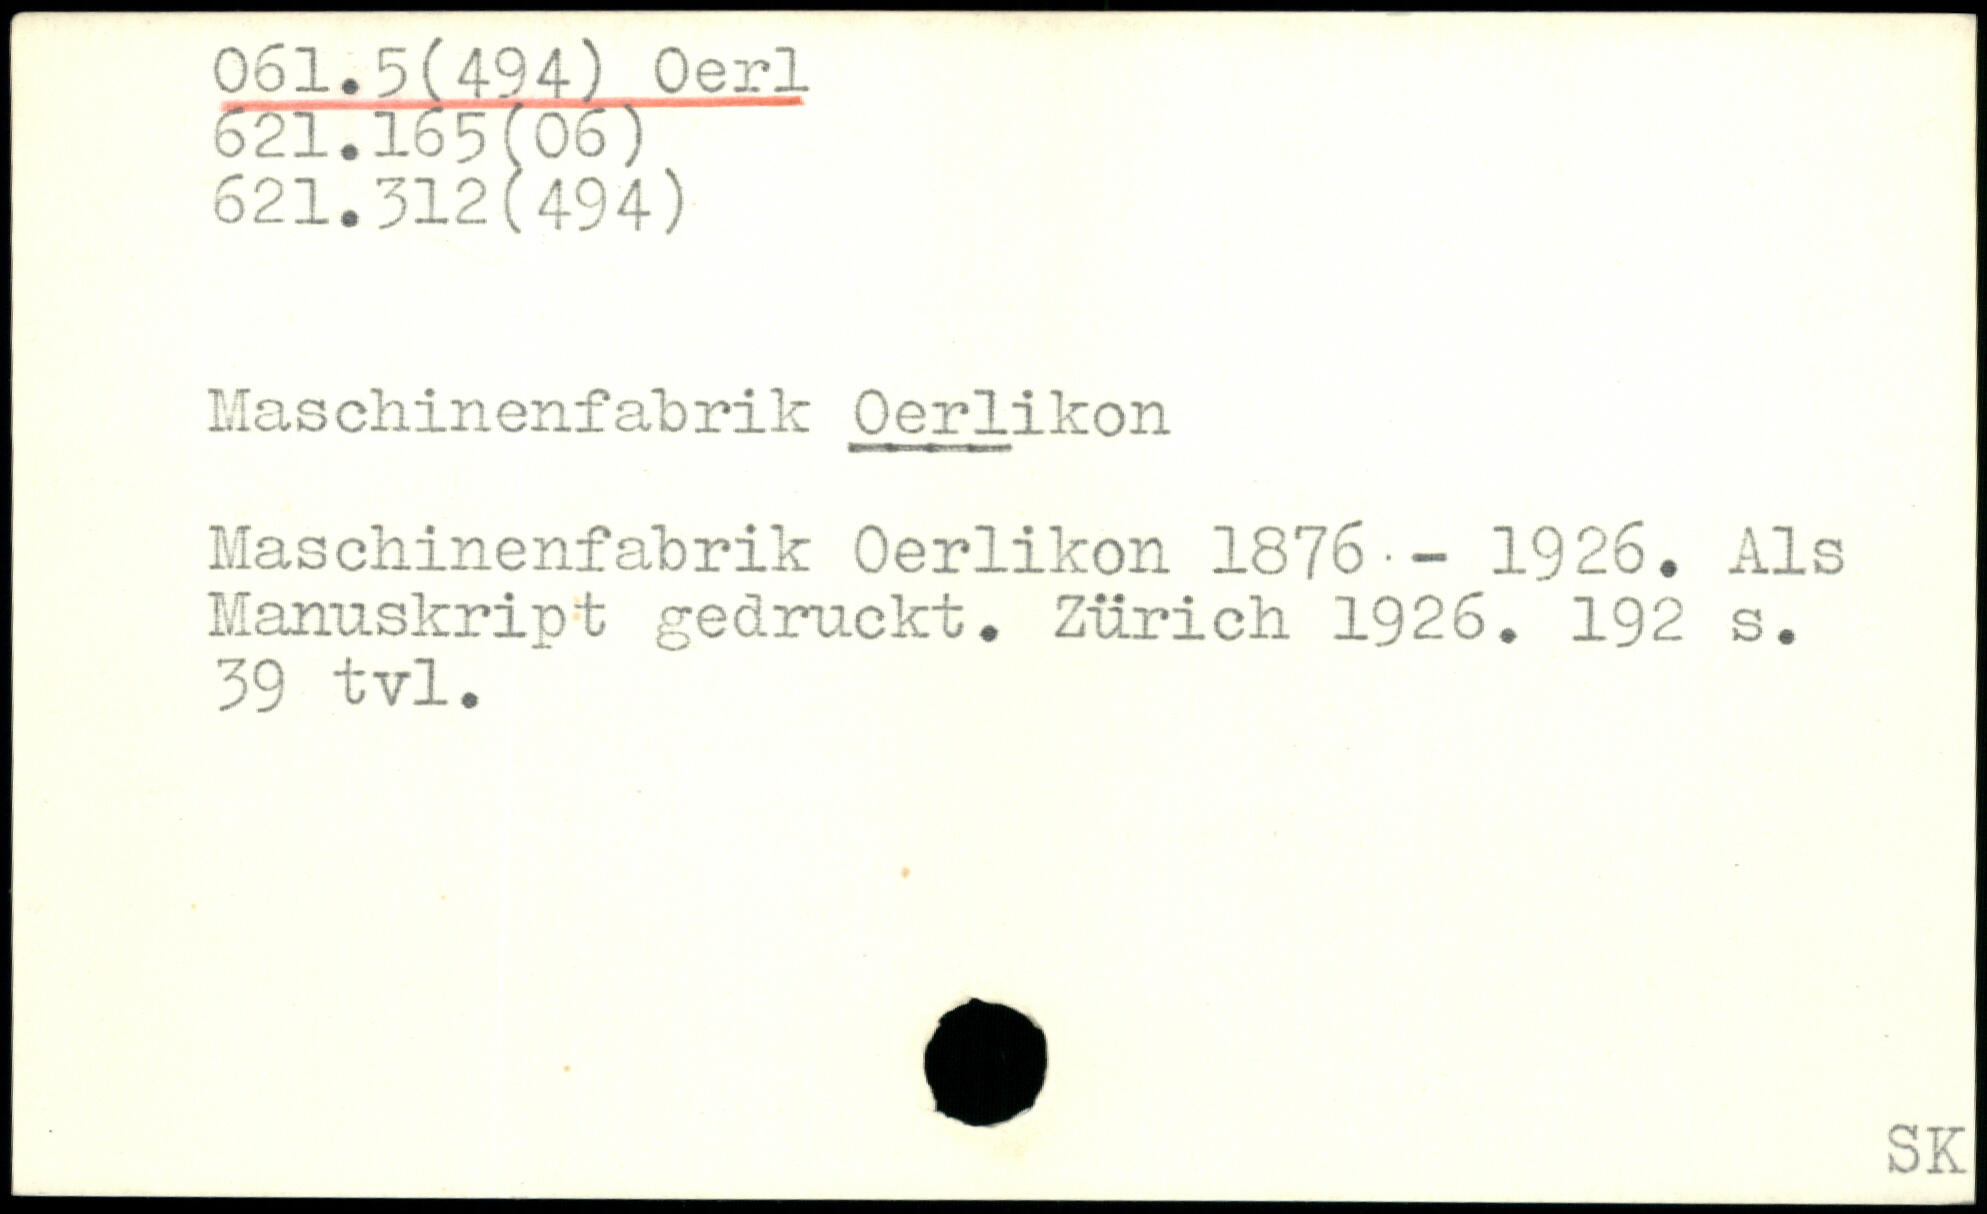 061.5(494) Oerl
621.165(06)
621.312(494)
Maschinenfabrik Oerlikon
Maschinenfabrik Oerlikon 1876 - 1926. Als
Manuskript gedruckt. Zürich 1926. 192 s.
39 tvl.
SK